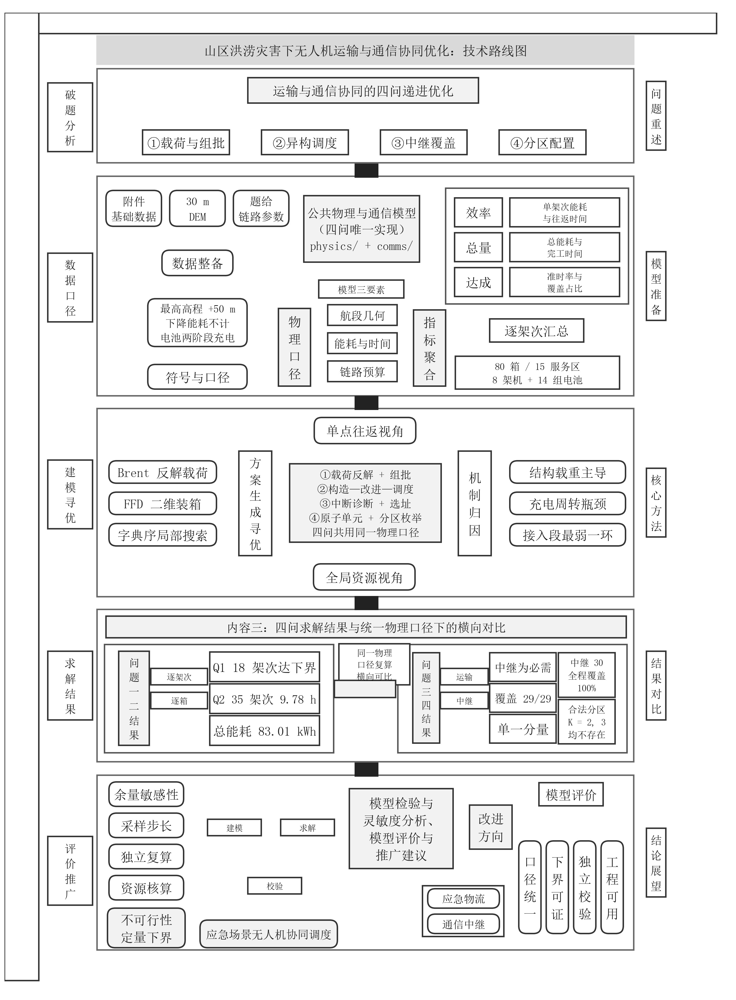 山区洪涝灾害下无人机运输与通信协同优化：技术路线图
破
题
分
析
运输与通信协同的四问递进优化
①载荷与组批
②异构调度
③中继覆盖
④分区配置
问
题
重
述
数
据
口
径
附件
基础数据
30 m
DEM
题给
链路参数
数据整备
最高高程 +50 m
下降能耗不计
电池两阶段充电
符号与口径
公共物理与通信模型
（四问唯一实现）
physics/ + comms/
模型三要素
物
理
口
径
航段几何
能耗与时间
链路预算
指
标
聚
合
效率
单架次能耗
与往返时间
总量
总能耗与
完工时间
达成
准时率与
覆盖占比
逐架次汇总
80 箱 / 15 服务区
8 架机 + 14 组电池
模
型
准
备
建
模
寻
优
单点往返视角
Brent 反解载荷
FFD 二维装箱
字典序局部搜索
方
案
生
成
寻
优
①载荷反解 + 组批
②构造—改进—调度
③中断诊断 + 选址
④原子单元 + 分区枚举
四问共用同一物理口径
机
制
归
因
结构载重主导
充电周转瓶颈
接入段最弱一环
全局资源视角
核
心
方
法
求
解
结
果
内容三：四问求解结果与统一物理口径下的横向对比
问
题
一
二
结
果
逐架次
逐箱
Q1 18 架次达下界
Q2 35 架次 9.78 h
总能耗 83.01 kWh
同一物理
口径复算
横向可比
问
题
三
四
结
果
运输
中继
中继为必需
覆盖 29/29
单一分量
中继 30
全程覆盖
100%
合法分区
K = 2, 3
均不存在
结
果
对
比
评
价
推
广
余量敏感性
采样步长
独立复算
资源核算
不可行性
定量下界
建模
求解
校验
应急场景无人机协同调度
模型检验与
灵敏度分析、
模型评价与
推广建议
改进
方向
模型评价
应急物流
通信中继
口
径
统
一
下
界
可
证
独
立
校
验
工
程
可
用
结
论
展
望